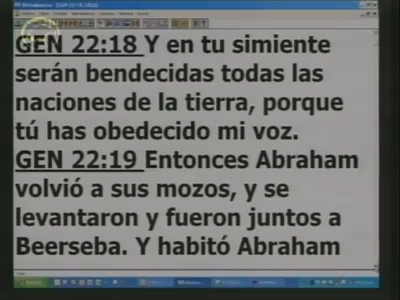 GEN 22:18 Y en tu simiente
serán bendecidas todas las
naciones de la tierra, porque
tú has obedecido mi voz.
GEN 22:19 Entonces Abraham
volvió a sus mozos, y se
levantaron y fueron juntos a
Beerseba. Y habitó Abraham